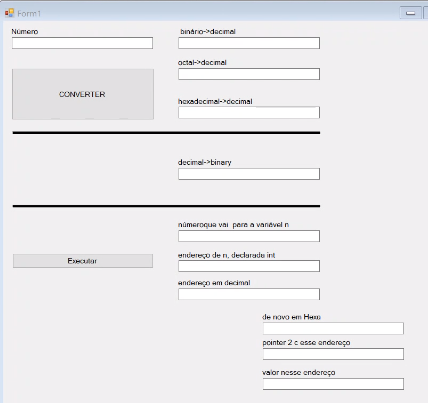 Form1
Número
binário->decimal
octal->decimal
CONVERTER
hexadecimal->decimal
decimal->binary
númeroque vai para a variável n
endereço de n, declarada int
Executar
endereço em decimal
de novo em Hexa
pointer 2 c esse endereço
valor nesse endereço